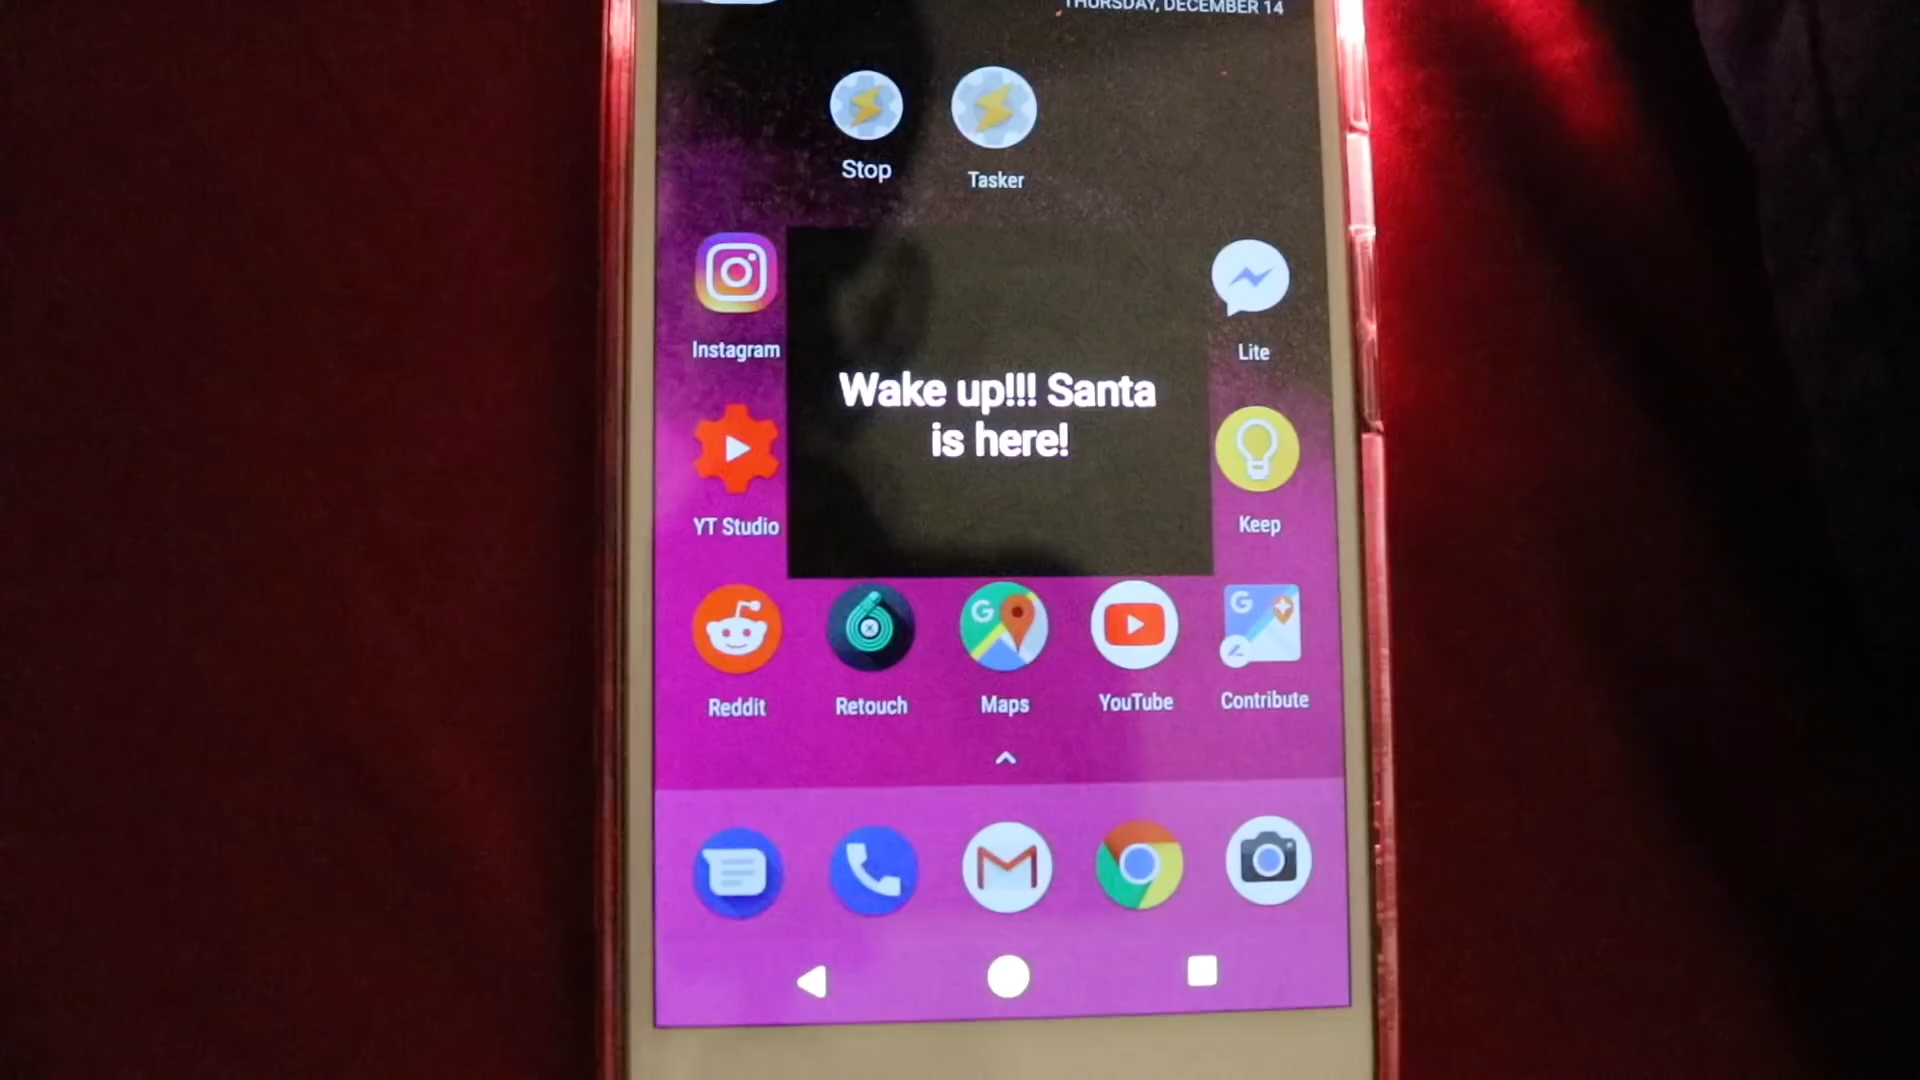 THURSDAY, DECEMBER 14
Stop
Tasker
Instagram
Lite
Wake up!!! Santa
is here!
YT Studio
Keep
Reddit
Retouch
Maps
YouTube
Contribute